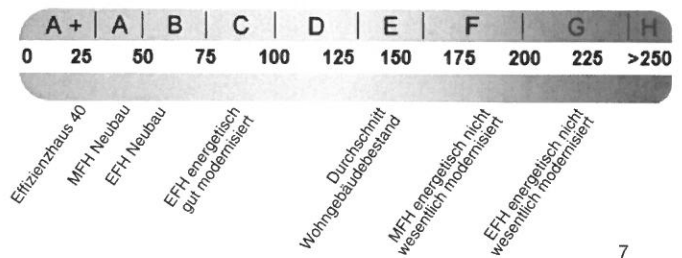 A+ | A | B | C | D | E | F | G | H
0 25 50 75 100 125 150 175 200 225 >250
Effizienzhaus 40
MFH Neubau
EFH Neubau
EFH energetisch
gut modernisiert
Durchschnitt
Wohngebäudebestand
MFH energetisch nicht
wesentlich modernisiert
EFH energetisch nicht
wesentlich modernisiert
7